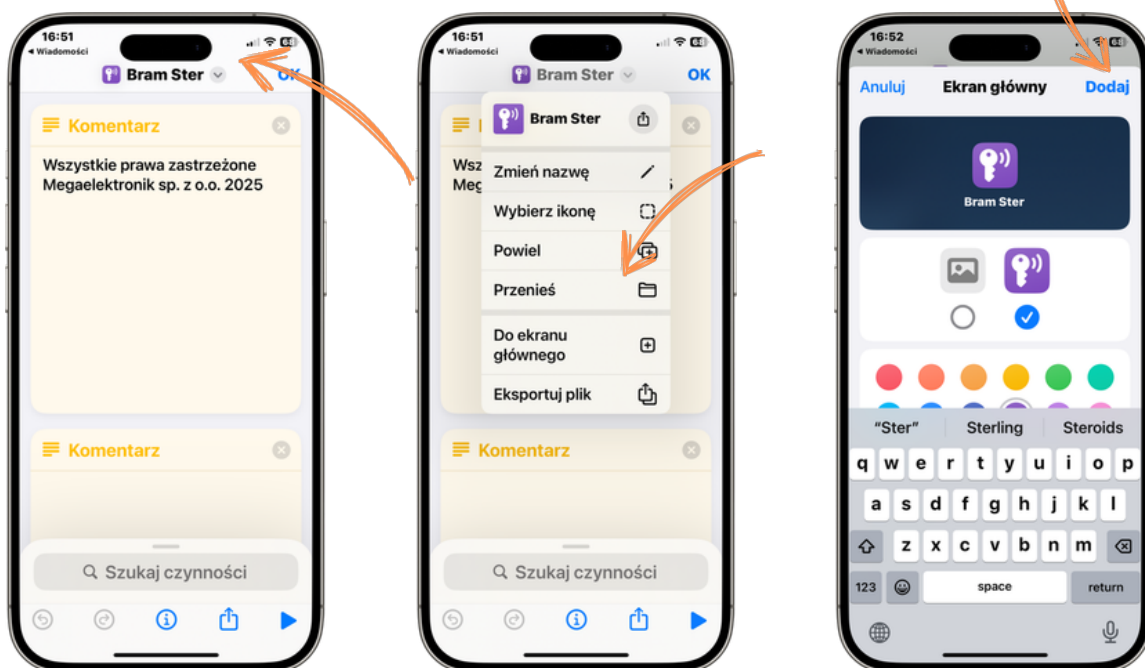 16:51
Wiadomości
Bram Ster
OK
Komentarz
Wszystkie prawa zastrzeżone
Megaelektronik sp. z o.o. 2025
Komentarz
Szukaj czynności
16:51
Wiadomości
Bram Ster
OK
Bram Ster
Wsz
Meg
Zmień nazwę
Wybierz ikonę
Powiel
Przenieś
Do ekranu
głównego
Eksportuj plik
Komentarz
Szukaj czynności
16:52
Wiadomości
Anuluj
Ekran główny
Dodaj
Bram Ster
"Ster"
Sterling
Steroids
q w e r t y u i o p
a s d f g h j k l
z x c v b n m
123
space
return